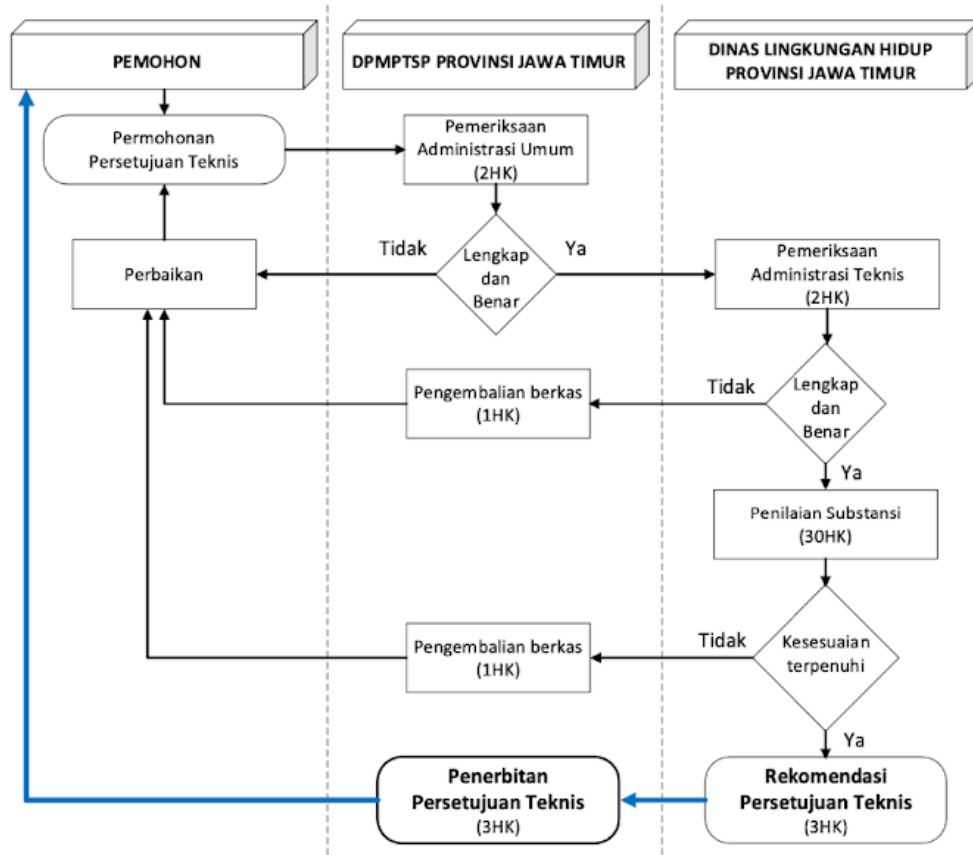 PEMOHON
DPMPTSP PROVINSI JAWA TIMUR
DINAS LINGKUNGAN HIDUP
PROVINSI JAWA TIMUR
Permohonan
Persetujuan Teknis
Pemeriksaan
Administrasi Umum
(2HK)
Perbaikan
Tidak
Lengkap
dan
Benar
Ya
Pemeriksaan
Administrasi Teknis
(2HK)
Pengembalian berkas
(1HK)
Tidak
Lengkap
dan
Benar
Ya
Penilaian Substansi
(30HK)
Pengembalian berkas
(1HK)
Tidak
Kesesuaian
terpenuhi
Ya
Penerbitan
Persetujuan Teknis
(3HK)
Rekomendasi
Persetujuan Teknis
(3HK)